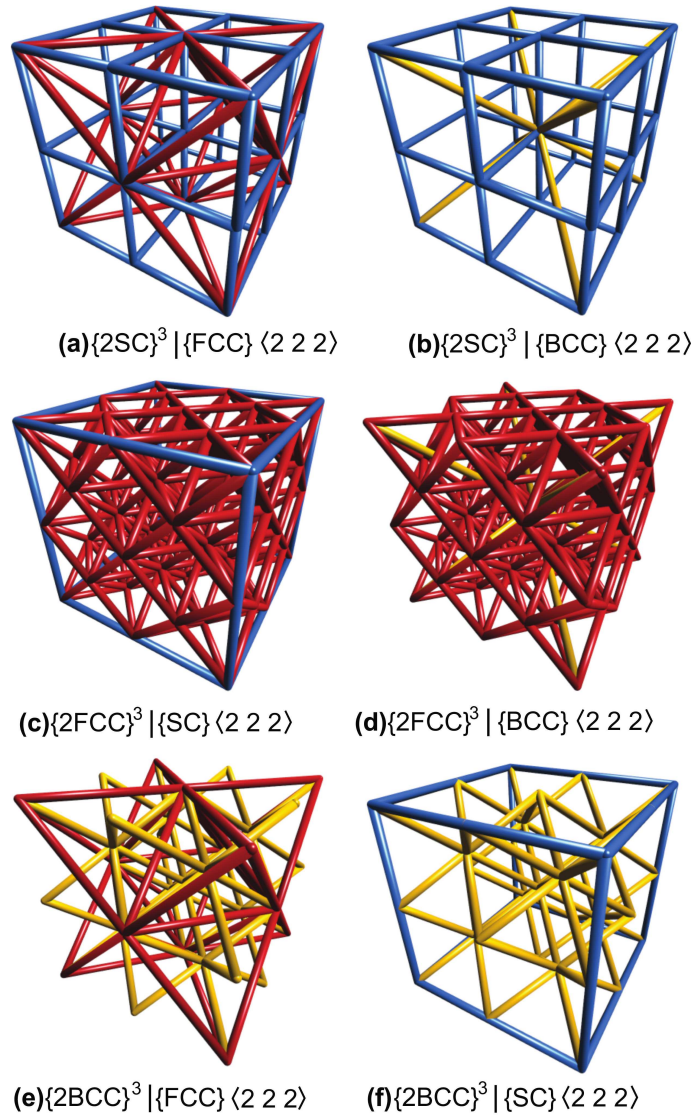 (a){2SC}³ | {FCC} ⟨2 2 2⟩
(b){2SC}³ | {BCC} ⟨2 2 2⟩
(c){2FCC}³ | {SC} ⟨2 2 2⟩
(d){2FCC}³ | {BCC} ⟨2 2 2⟩
(e){2BCC}³ | {FCC} ⟨2 2 2⟩
(f){2BCC}³ | {SC} ⟨2 2 2⟩